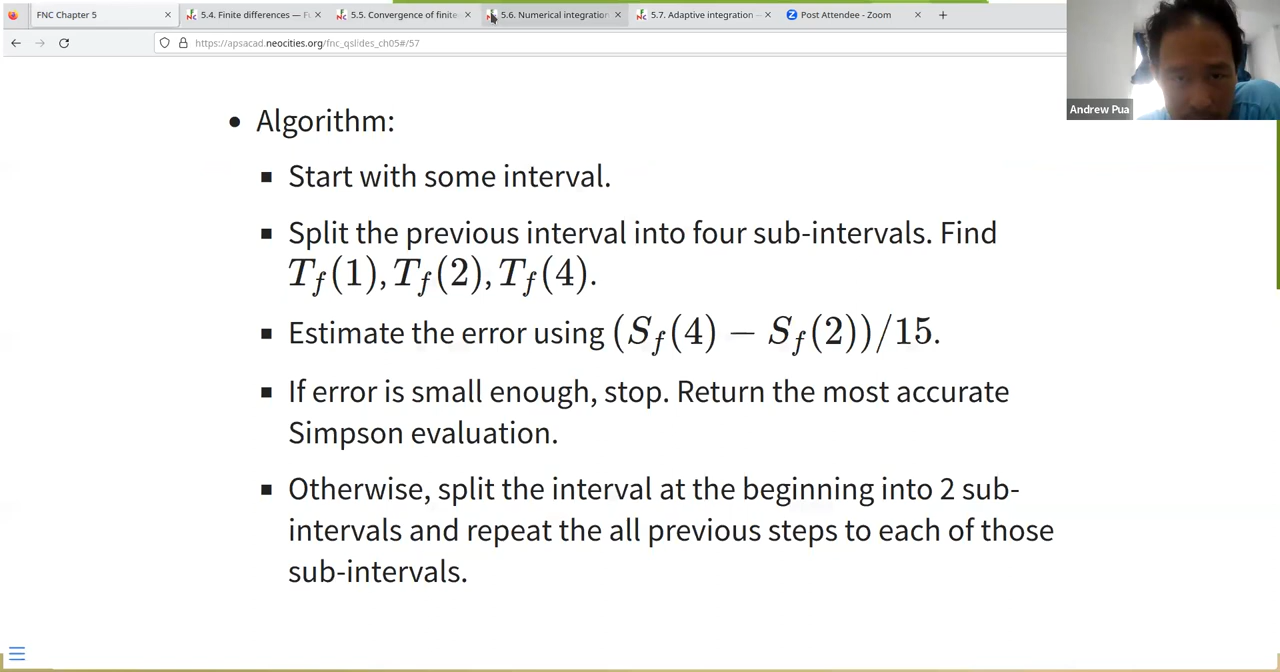 FNC Chapter 5
5.4. Finite differences — F
5.5. Convergence of finite
5.6. Numerical integration
5.7. Adaptive integration —
Post Attendee - Zoom
https://apsacad.neocities.org/fnc_qslides_ch05#/57
Andrew Pua
• Algorithm:
▪ Start with some interval.
▪ Split the previous interval into four sub-intervals. Find
T_f(1), T_f(2), T_f(4).
▪ Estimate the error using (S_f(4) − S_f(2))/15.
▪ If error is small enough, stop. Return the most accurate
Simpson evaluation.
▪ Otherwise, split the interval at the beginning into 2 sub-
intervals and repeat the all previous steps to each of those
sub-intervals.